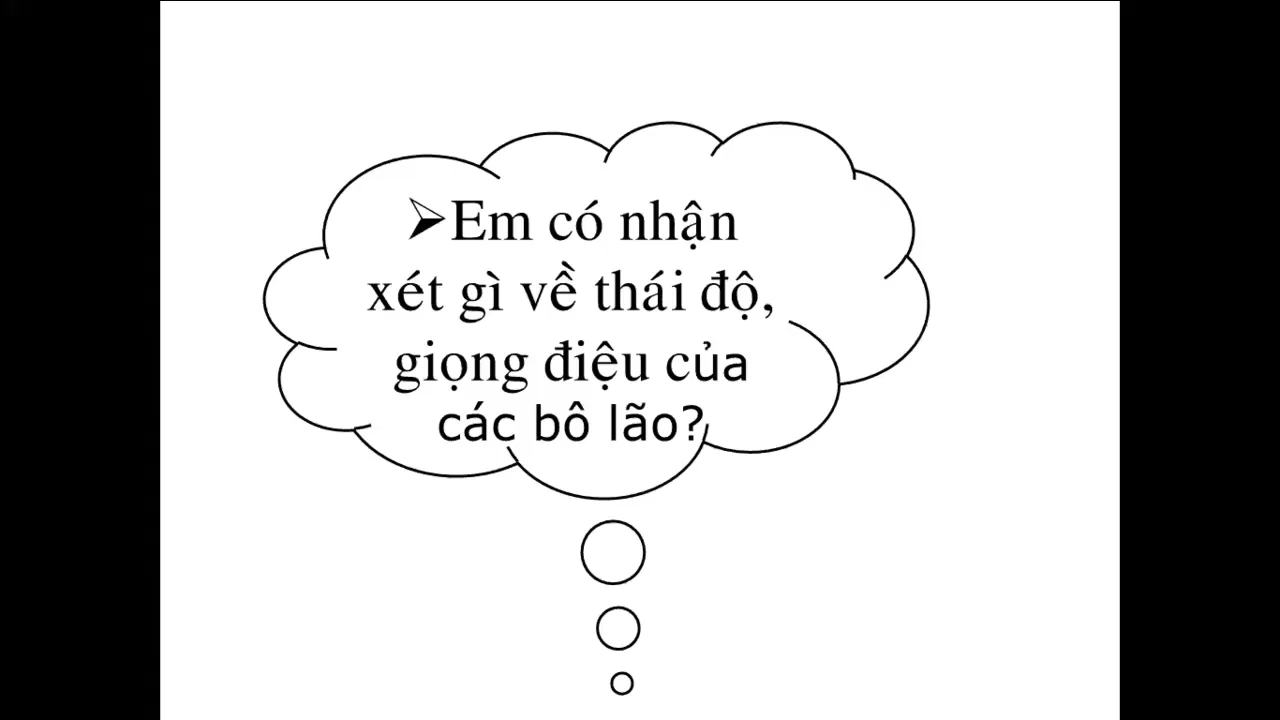 ➢Em có nhận
xét gì về thái độ,
giọng điệu của
các bô lão?